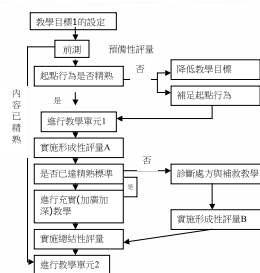 教學目標1的設定
前測
預備性評量
起點行為是否精熟
否
降低教學目標
補足起點行為
是
內容已精熟
進行教學單元1
實施形成性評量A
否
是否已達精熟標準
診斷處方與補救教學
是
進行充實(加廣加深)教學
實施形成性評量B
實施總結性評量
進行教學單元2